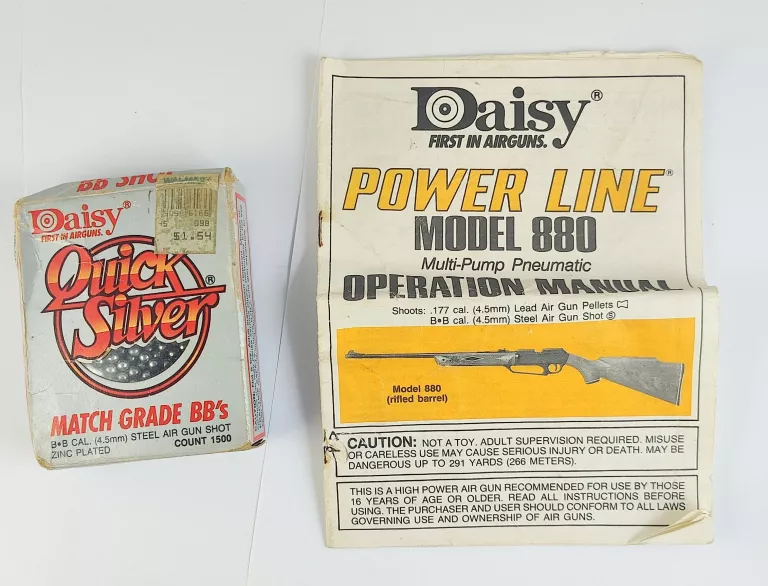 BB SHOT
Daisy®
FIRST IN AIRGUNS.
WALMART
$1.54
Quick
Silver®
MATCH GRADE BB's
B•B CAL. (4.5mm) STEEL AIR GUN SHOT
ZINC PLATED COUNT 1500
Daisy®
FIRST IN AIRGUNS.
POWER LINE®
MODEL 880
Multi-Pump Pneumatic
OPERATION MANUAL
Shoots: .177 cal. (4.5mm) Lead Air Gun Pellets
B•B cal. (4.5mm) Steel Air Gun Shot Ⓢ
Model 880
(rifled barrel)
CAUTION: NOT A TOY. ADULT SUPERVISION REQUIRED. MISUSE
OR CARELESS USE MAY CAUSE SERIOUS INJURY OR DEATH. MAY BE
DANGEROUS UP TO 291 YARDS (266 METERS).
THIS IS A HIGH POWER AIR GUN RECOMMENDED FOR USE BY THOSE
16 YEARS OF AGE OR OLDER. READ ALL INSTRUCTIONS BEFORE
USING. THE PURCHASER AND USER SHOULD CONFORM TO ALL LAWS
GOVERNING USE AND OWNERSHIP OF AIR GUNS.